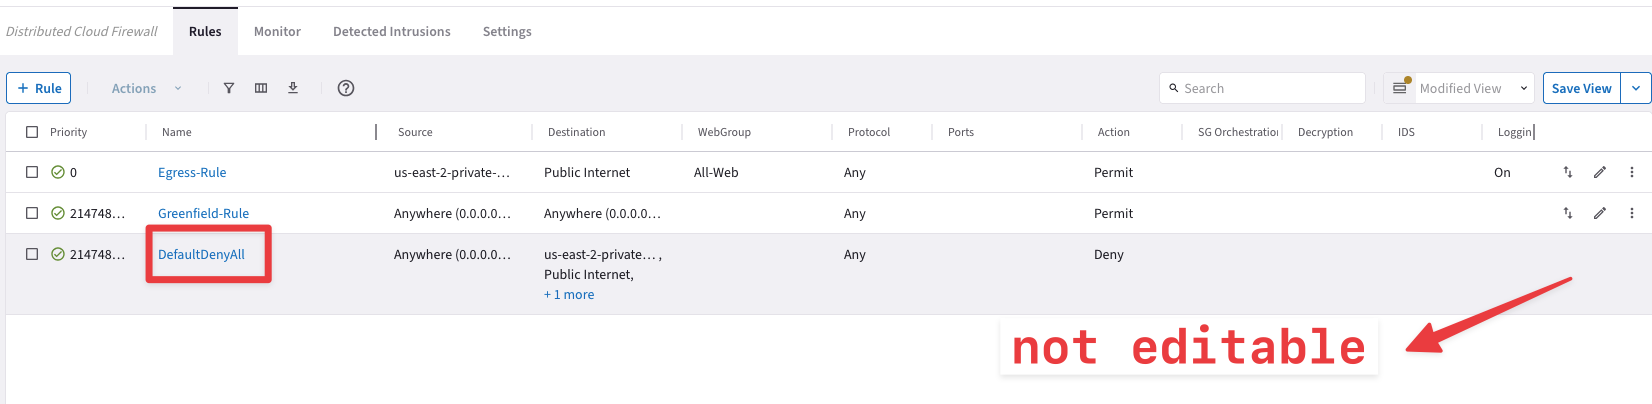 Distributed Cloud Firewall Rules Monitor Detected Intrusions Settings
+ Rule Actions Search Modified View Save View
Priority Name Source Destination WebGroup Protocol Ports Action SG Orchestration Decryption IDS Loggin
0 Egress-Rule us-east-2-private-... Public Internet All-Web Any Permit On
214748... Greenfield-Rule Anywhere (0.0.0.0... Anywhere (0.0.0.0... Any Permit
214748... DefaultDenyAll Anywhere (0.0.0.0... us-east-2-private... , Any Deny
Public Internet,
+ 1 more
not editable